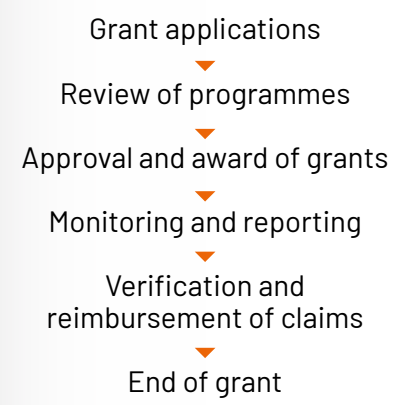 Grant applications
Review of programmes
Approval and award of grants
Monitoring and reporting
Verification and
reimbursement of claims
End of grant